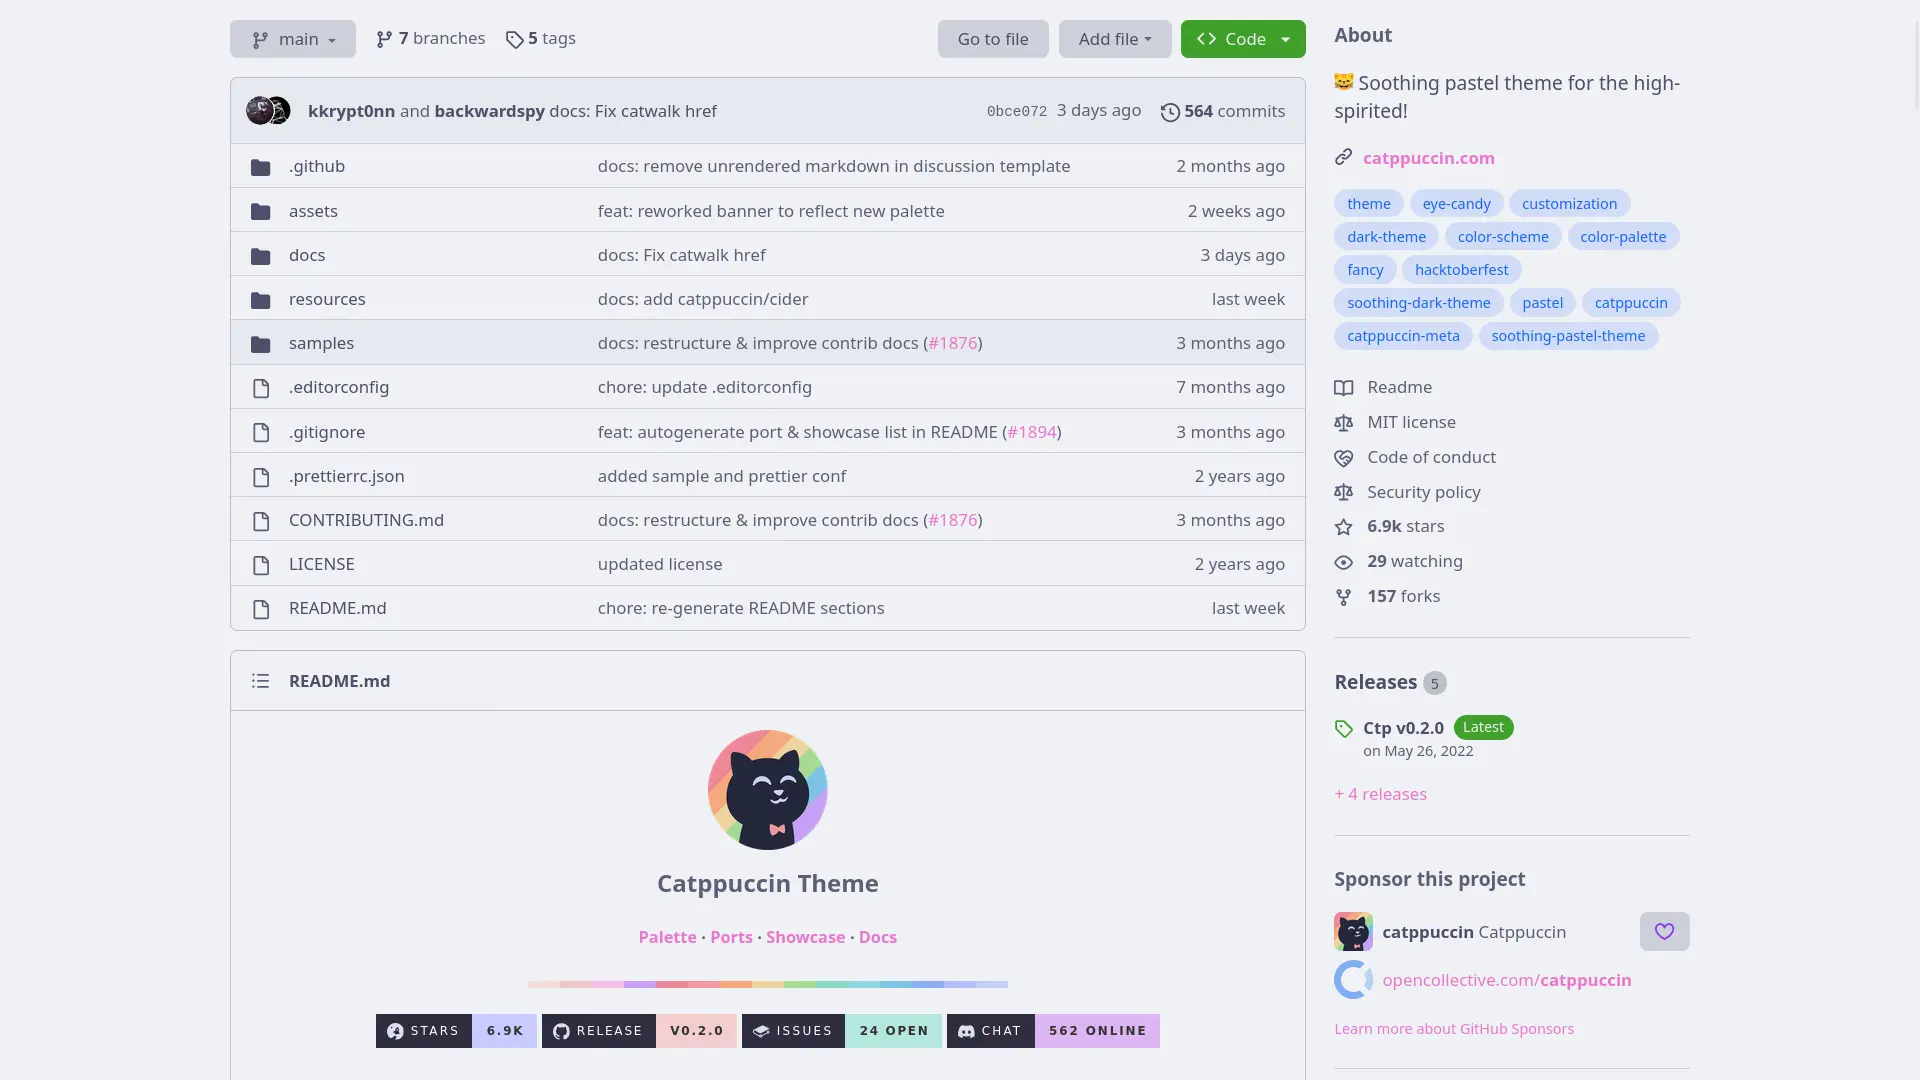 main
7 branches
5 tags
Go to file
Add file
Code
kkrypt0nn and backwardspy docs: Fix catwalk href
0bce072 3 days ago
564 commits
.github docs: remove unrendered markdown in discussion template 2 months ago
assets feat: reworked banner to reflect new palette 2 weeks ago
docs docs: Fix catwalk href 3 days ago
resources docs: add catppuccin/cider last week
samples docs: restructure & improve contrib docs (#1876) 3 months ago
.editorconfig chore: update .editorconfig 7 months ago
.gitignore feat: autogenerate port & showcase list in README (#1894) 3 months ago
.prettierrc.json added sample and prettier conf 2 years ago
CONTRIBUTING.md docs: restructure & improve contrib docs (#1876) 3 months ago
LICENSE updated license 2 years ago
README.md chore: re-generate README sections last week
README.md
Catppuccin Theme
Palette · Ports · Showcase · Docs
STARS 6.9K RELEASE V0.2.0 ISSUES 24 OPEN CHAT 562 ONLINE
About
😸 Soothing pastel theme for the high-
spirited!
catppuccin.com
theme eye-candy customization
dark-theme color-scheme color-palette
fancy hacktoberfest
soothing-dark-theme pastel catppuccin
catppuccin-meta soothing-pastel-theme
Readme
MIT license
Code of conduct
Security policy
6.9k stars
29 watching
157 forks
Releases 5
Ctp v0.2.0 Latest
on May 26, 2022
+ 4 releases
Sponsor this project
catppuccin Catppuccin
opencollective.com/catppuccin
Learn more about GitHub Sponsors